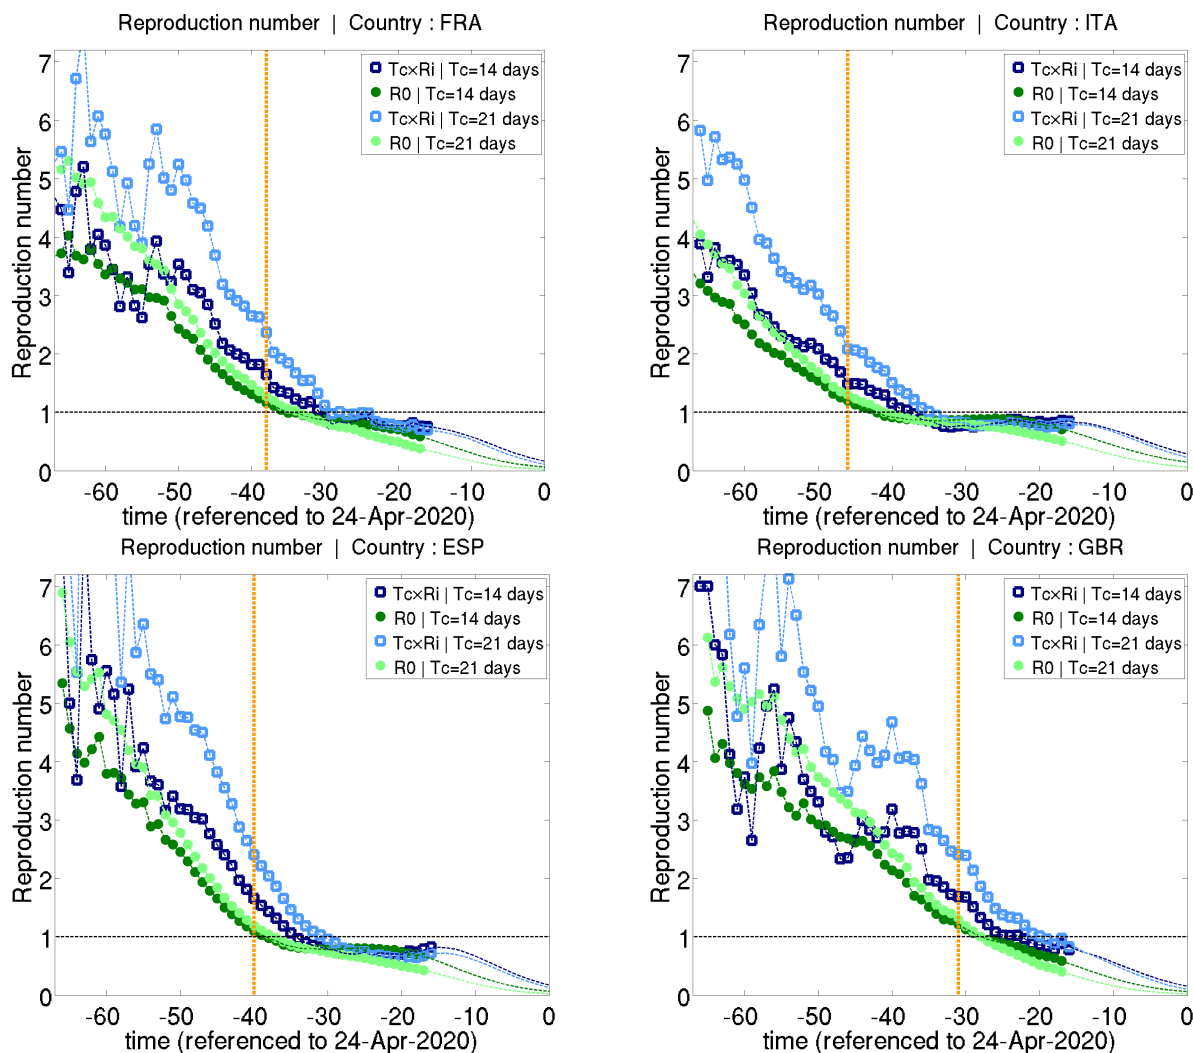 Reproduction number | Country : FRA
7
6
5
4
3
2
1
0
Reproduction number
Tc×Ri | Tc=14 days
R0 | Tc=14 days
Tc×Ri | Tc=21 days
R0 | Tc=21 days
-60 -50 -40 -30 -20 -10 0
time (referenced to 24-Apr-2020)
Reproduction number | Country : ITA
7
6
5
4
3
2
1
0
Reproduction number
Tc×Ri | Tc=14 days
R0 | Tc=14 days
Tc×Ri | Tc=21 days
R0 | Tc=21 days
-60 -50 -40 -30 -20 -10 0
time (referenced to 24-Apr-2020)
Reproduction number | Country : ESP
7
6
5
4
3
2
1
0
Reproduction number
Tc×Ri | Tc=14 days
R0 | Tc=14 days
Tc×Ri | Tc=21 days
R0 | Tc=21 days
-60 -50 -40 -30 -20 -10 0
time (referenced to 24-Apr-2020)
Reproduction number | Country : GBR
7
6
5
4
3
2
1
0
Reproduction number
Tc×Ri | Tc=14 days
R0 | Tc=14 days
Tc×Ri | Tc=21 days
R0 | Tc=21 days
-60 -50 -40 -30 -20 -10 0
time (referenced to 24-Apr-2020)